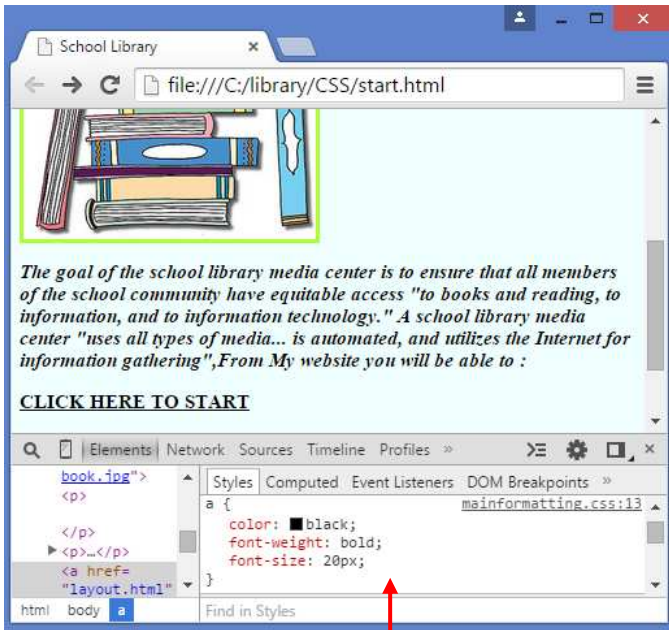 School Library
file:///C:/library/CSS/start.html
The goal of the school library media center is to ensure that all members
of the school community have equitable access "to books and reading, to
information, and to information technology." A school library media
center "uses all types of media... is automated, and utilizes the Internet for
information gathering",From My website you will be able to :
CLICK HERE TO START
Elements Network Sources Timeline Profiles »
book.jpg">
<p>
</p>
<p>…</p>
<a href=
"layout.html"
html body a
Styles Computed Event Listeners DOM Breakpoints »
a { mainformatting.css:13
color: black;
font-weight: bold;
font-size: 20px;
}
Find in Styles